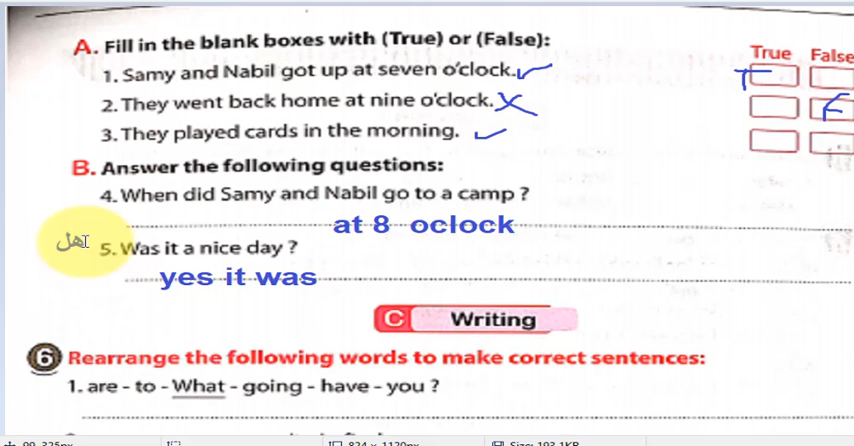 A. Fill in the blank boxes with (True) or (False):
True False
1. Samy and Nabil got up at seven o'clock. ✓ T
2. They went back home at nine o'clock. X F
3. They played cards in the morning. ✓
B. Answer the following questions:
4. When did Samy and Nabil go to a camp ?
at 8 oclock
هل 5. Was it a nice day ?
yes it was
C Writing
6 Rearrange the following words to make correct sentences:
1. are - to - What - going - have - you ?